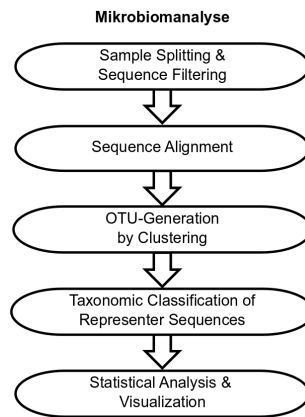 Mikrobiomanalyse
Sample Splitting &
Sequence Filtering
Sequence Alignment
OTU-Generation
by Clustering
Taxonomic Classification of
Representer Sequences
Statistical Analysis &
Visualization